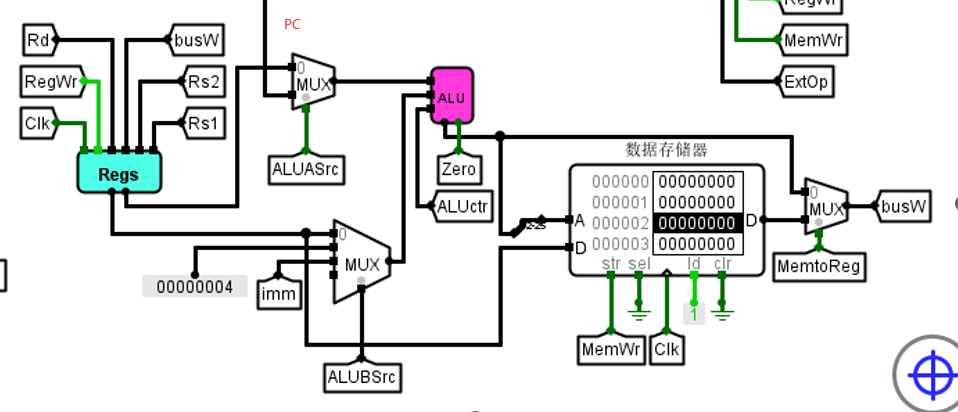 RegWr
PC
Rd
busW
MemWr
RegWr
Rs2
0
MUX
ALU
ExtOp
Clk
Rs1
数据存储器
Regs
ALUASrc
Zero
000000 00000000
000001 00000000
000002 00000000
000003 00000000
ALUctr
0
MUX
busW
A
D
D
2-25
0
MUX
str sel ld clr
MemtoReg
00000004
imm
1
MemWr
Clk
ALUBSrc